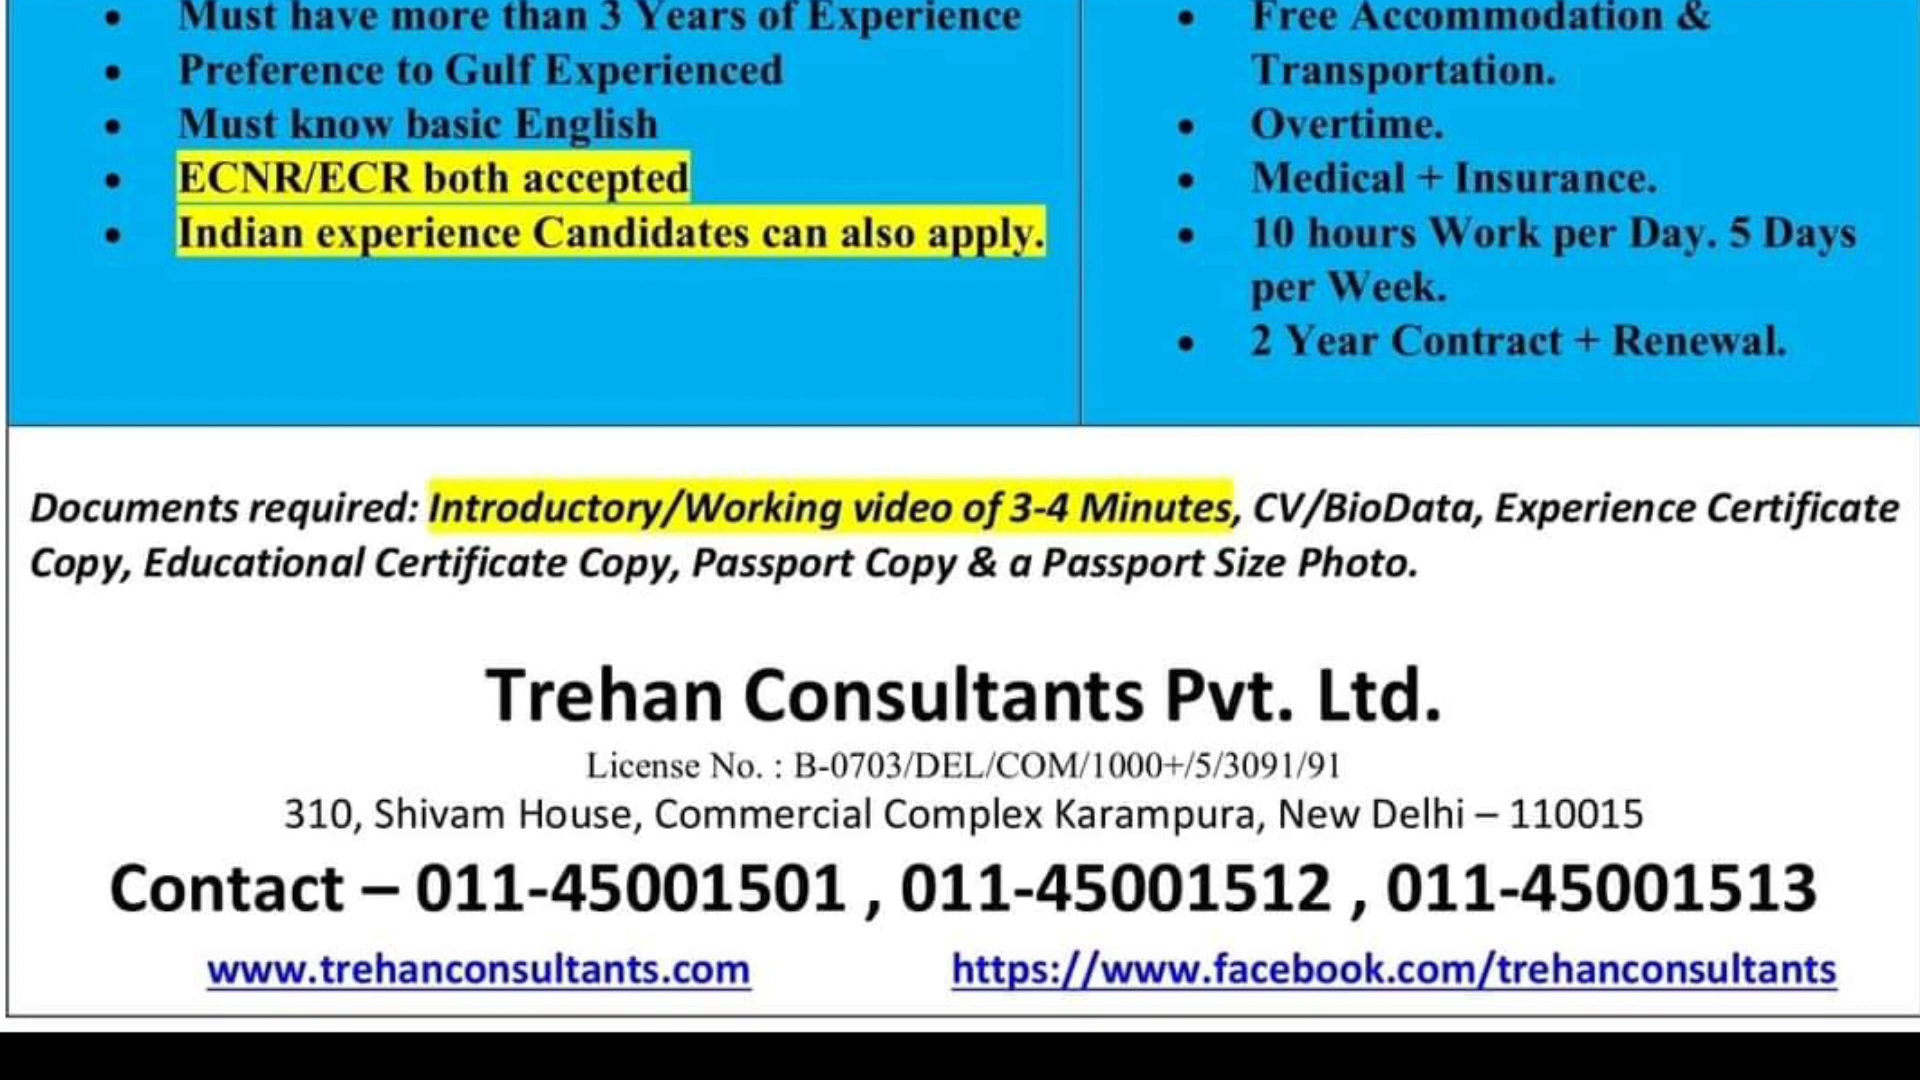 Must have more than 3 Years of Experience
Preference to Gulf Experienced
Must know basic English
ECNR/ECR both accepted
Indian experience Candidates can also apply.
Free Accommodation &
Transportation.
Overtime.
Medical + Insurance.
10 hours Work per Day. 5 Days
per Week.
2 Year Contract + Renewal.
Documents required: Introductory/Working video of 3-4 Minutes, CV/BioData, Experience Certificate
Copy, Educational Certificate Copy, Passport Copy & a Passport Size Photo.
Trehan Consultants Pvt. Ltd.
License No. : B-0703/DEL/COM/1000+/5/3091/91
310, Shivam House, Commercial Complex Karampura, New Delhi – 110015
Contact – 011-45001501 , 011-45001512 , 011-45001513
www.trehanconsultants.com https://www.facebook.com/trehanconsultants